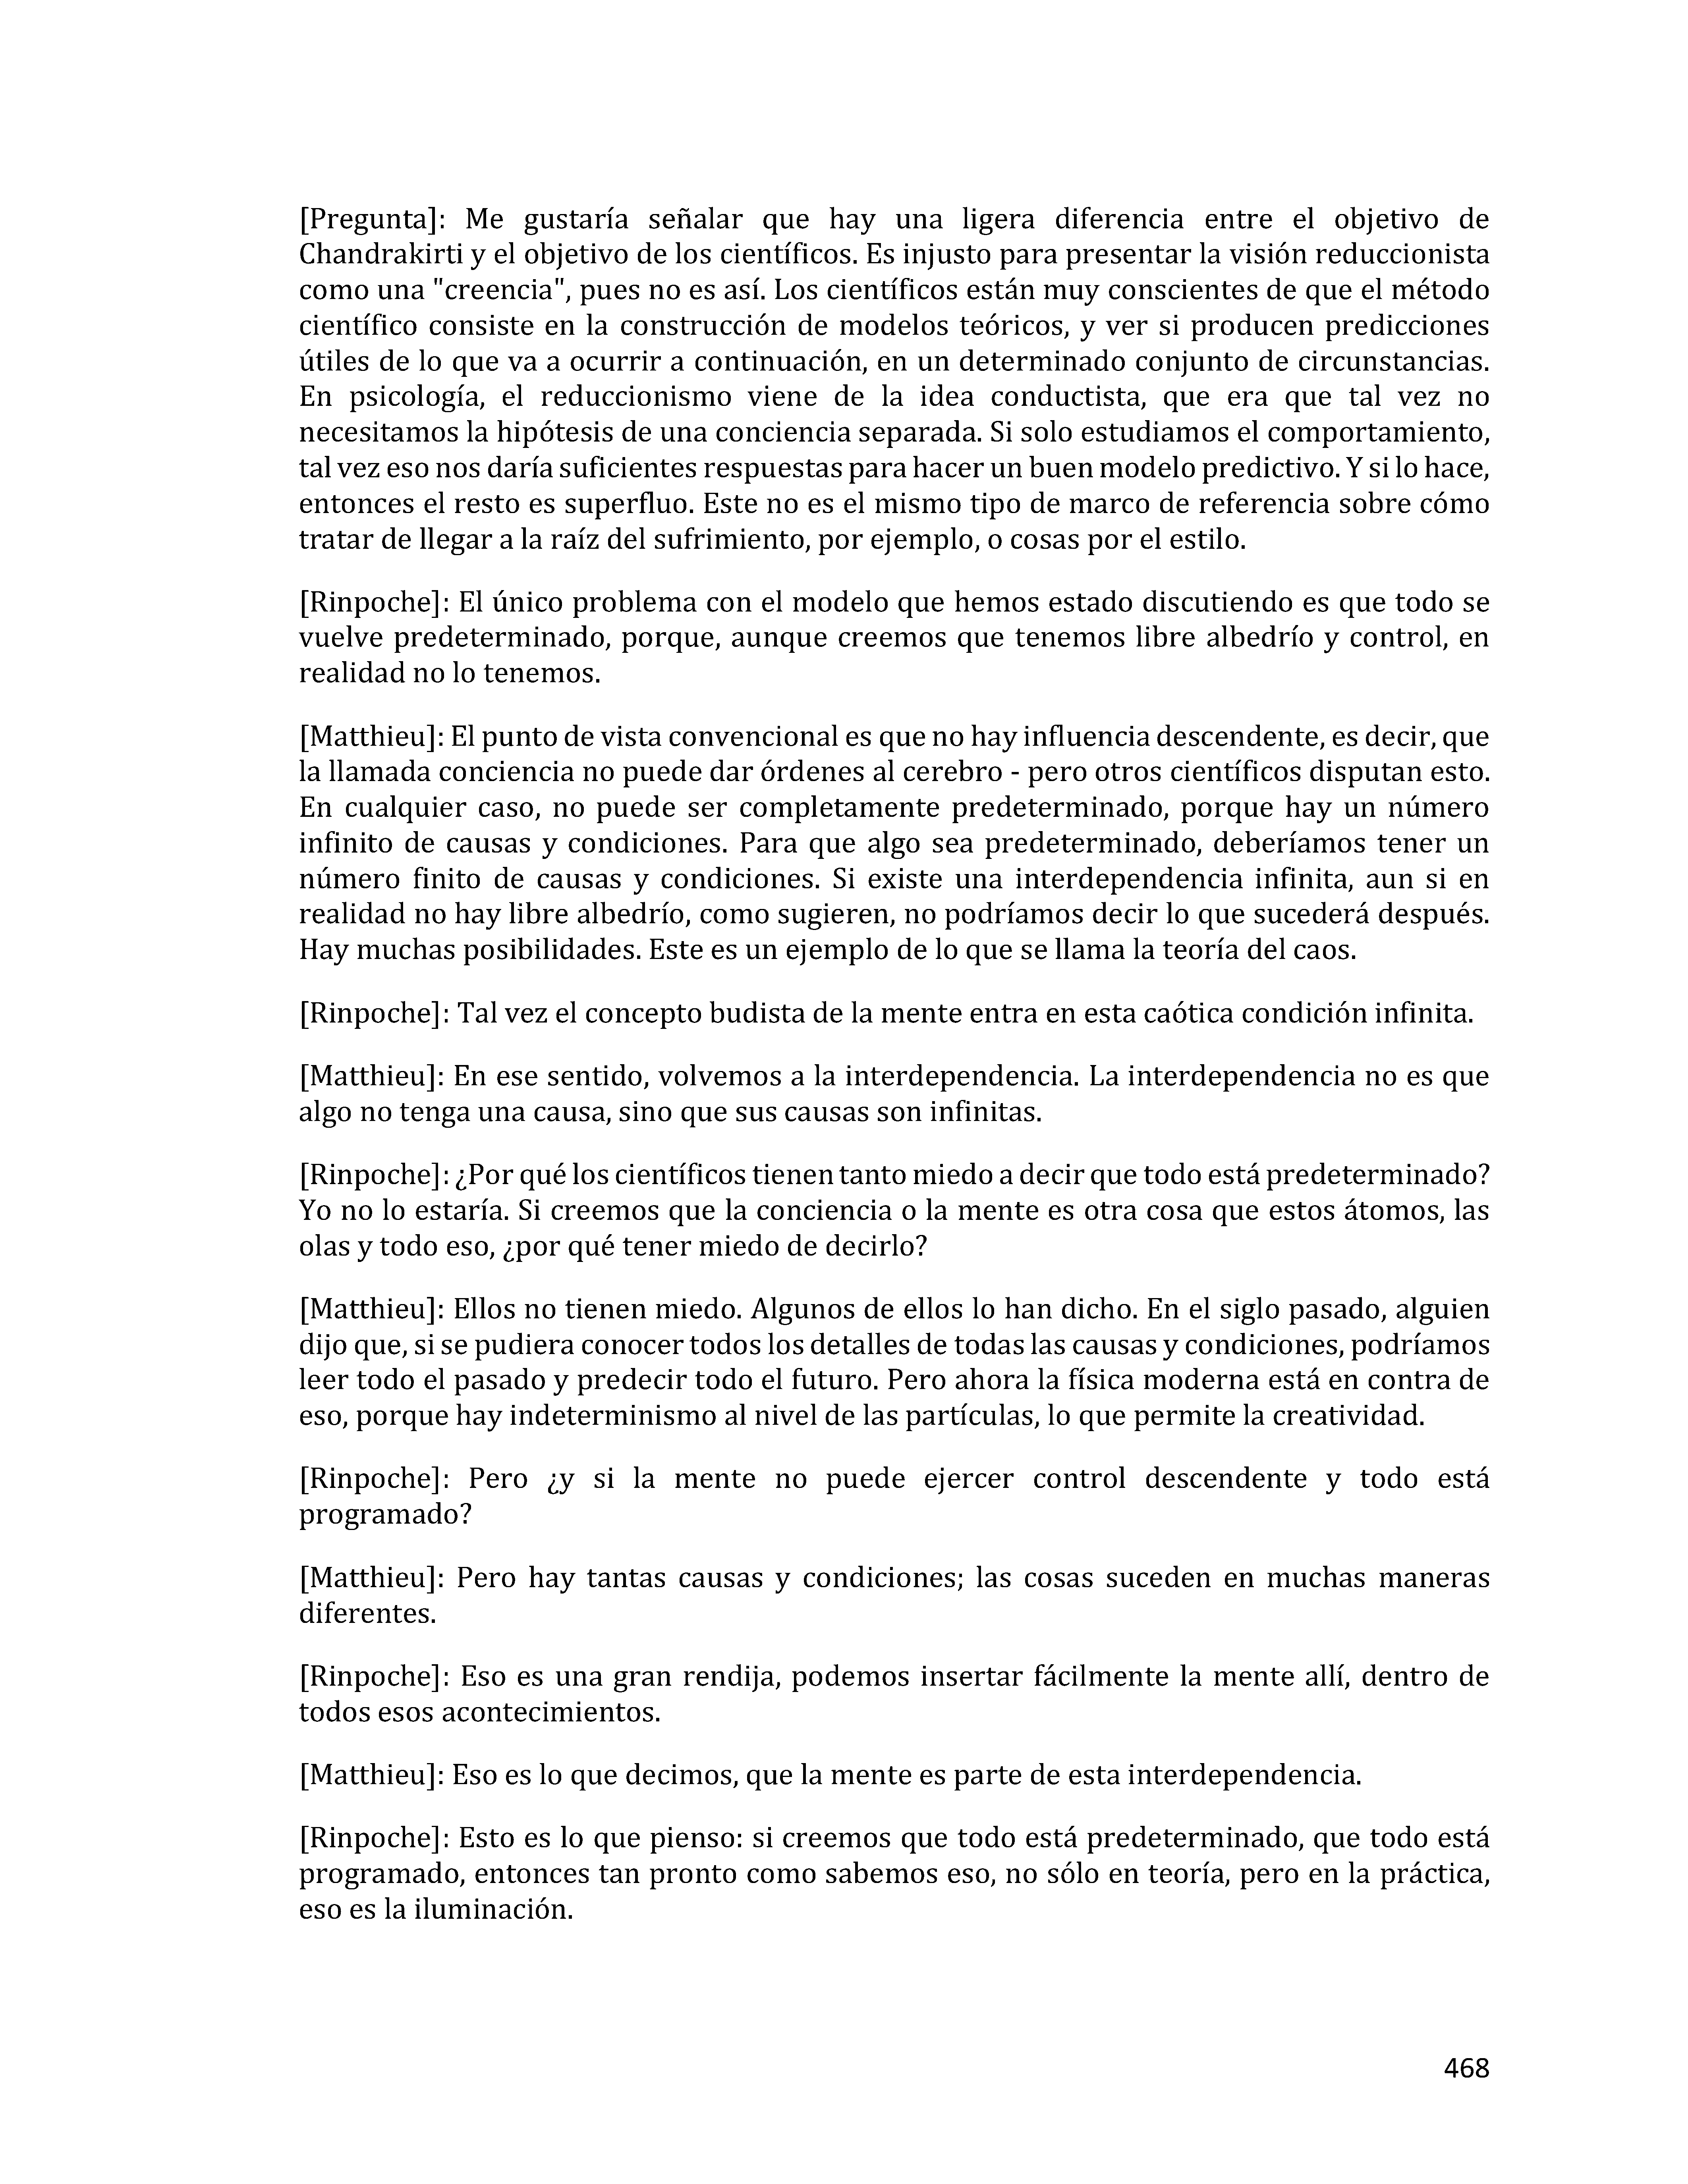 [Pregunta]: Me gustaría señalar que hay una ligera diferencia entre el objetivo de
Chandrakirti y el objetivo de los científicos. Es injusto para presentar la visión reduccionista
como una "creencia", pues no es así. Los científicos están muy conscientes de que el método
científico consiste en la construcción de modelos teóricos, y ver si producen predicciones
útiles de lo que va a ocurrir a continuación, en un determinado conjunto de circunstancias.
En psicología, el reduccionismo viene de la idea conductista, que era que tal vez no
necesitamos la hipótesis de una conciencia separada. Si solo estudiamos el comportamiento,
tal vez eso nos daría suficientes respuestas para hacer un buen modelo predictivo. Y si lo hace,
entonces el resto es superfluo. Este no es el mismo tipo de marco de referencia sobre cómo
tratar de llegar a la raíz del sufrimiento, por ejemplo, o cosas por el estilo.
[Rinpoche]: El único problema con el modelo que hemos estado discutiendo es que todo se
vuelve predeterminado, porque, aunque creemos que tenemos libre albedrío y control, en
realidad no lo tenemos.
[Matthieu]: El punto de vista convencional es que no hay influencia descendente, es decir, que
la llamada conciencia no puede dar órdenes al cerebro - pero otros científicos disputan esto.
En cualquier caso, no puede ser completamente predeterminado, porque hay un número
infinito de causas y condiciones. Para que algo sea predeterminado, deberíamos tener un
número finito de causas y condiciones. Si existe una interdependencia infinita, aun si en
realidad no hay libre albedrío, como sugieren, no podríamos decir lo que sucederá después.
Hay muchas posibilidades. Este es un ejemplo de lo que se llama la teoría del caos.
[Rinpoche]: Tal vez el concepto budista de la mente entra en esta caótica condición infinita.
[Matthieu]: En ese sentido, volvemos a la interdependencia. La interdependencia no es que
algo no tenga una causa, sino que sus causas son infinitas.
[Rinpoche]: ¿Por qué los científicos tienen tanto miedo a decir que todo está predeterminado?
Yo no lo estaría. Si creemos que la conciencia o la mente es otra cosa que estos átomos, las
olas y todo eso, ¿por qué tener miedo de decirlo?
[Matthieu]: Ellos no tienen miedo. Algunos de ellos lo han dicho. En el siglo pasado, alguien
dijo que, si se pudiera conocer todos los detalles de todas las causas y condiciones, podríamos
leer todo el pasado y predecir todo el futuro. Pero ahora la física moderna está en contra de
eso, porque hay indeterminismo al nivel de las partículas, lo que permite la creatividad.
[Rinpoche]: Pero ¿y si la mente no puede ejercer control descendente y todo está
programado?
[Matthieu]: Pero hay tantas causas y condiciones; las cosas suceden en muchas maneras
diferentes.
[Rinpoche]: Eso es una gran rendija, podemos insertar fácilmente la mente allí, dentro de
todos esos acontecimientos.
[Matthieu]: Eso es lo que decimos, que la mente es parte de esta interdependencia.
[Rinpoche]: Esto es lo que pienso: si creemos que todo está predeterminado, que todo está
programado, entonces tan pronto como sabemos eso, no sólo en teoría, pero en la práctica,
eso es la iluminación.
468